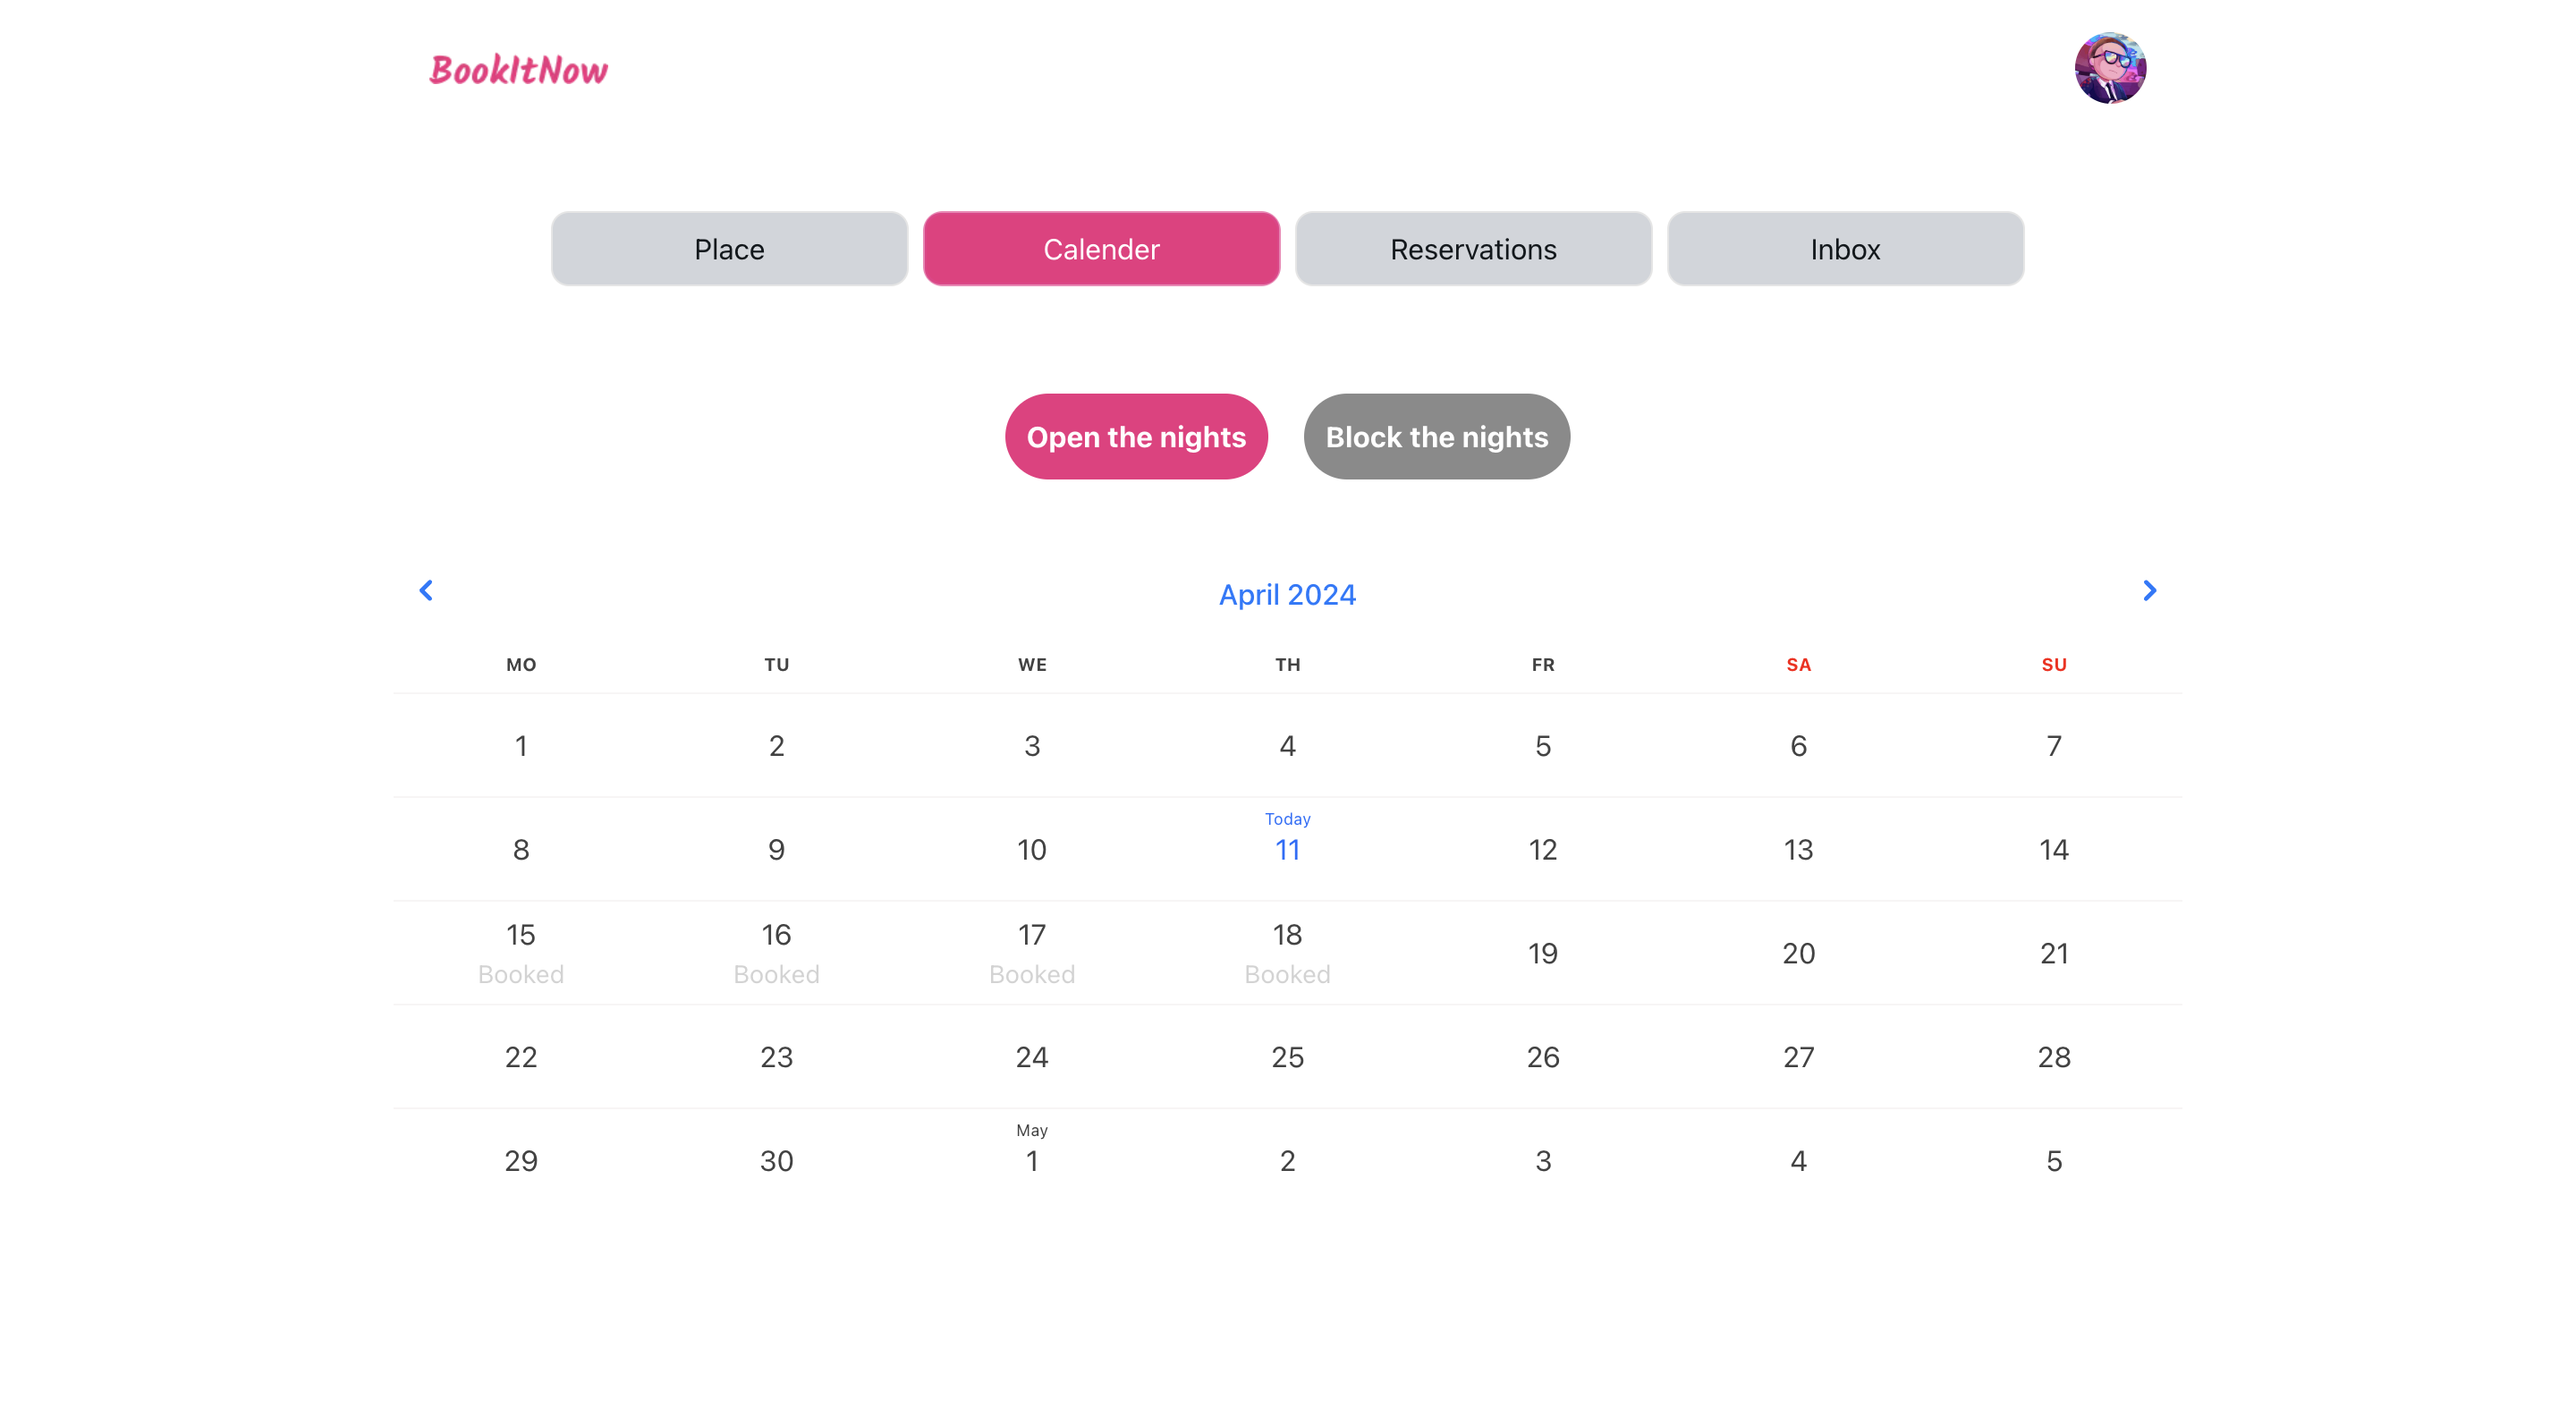 BookItNow
Place Calender Reservations Inbox
Open the nights Block the nights
April 2024
MO TU WE TH FR SA SU
1 2 3 4 5 6 7
Today
8 9 10 11 12 13 14
15 16 17 18 19 20 21
Booked Booked Booked Booked
22 23 24 25 26 27 28
May
29 30 1 2 3 4 5